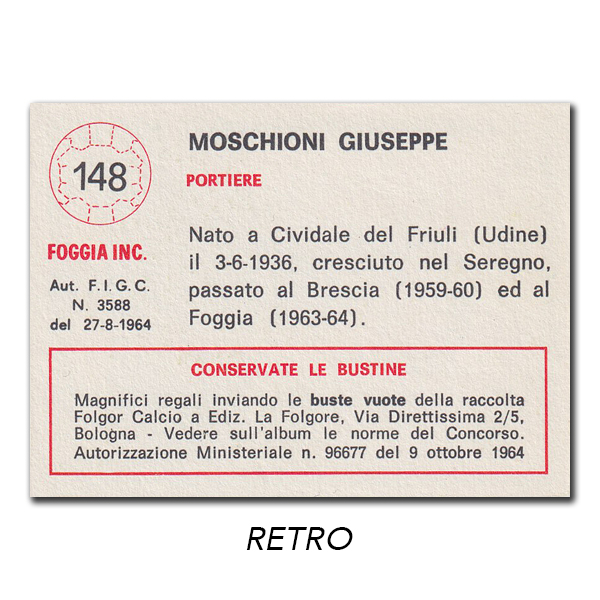 148
FOGGIA INC.
Aut. F.I.G.C.
N. 3588
del 27-8-1964
MOSCHIONI GIUSEPPE
PORTIERE
Nato a Cividale del Friuli (Udine)
il 3-6-1936, cresciuto nel Seregno,
passato al Brescia (1959-60) ed al
Foggia (1963-64).
CONSERVATE LE BUSTINE
Magnifici regali inviando le buste vuote della raccolta
Folgor Calcio a Ediz. La Folgore, Via Direttissima 2/5,
Bologna - Vedere sull'album le norme del Concorso.
Autorizzazione Ministeriale n. 96677 del 9 ottobre 1964
RETRO